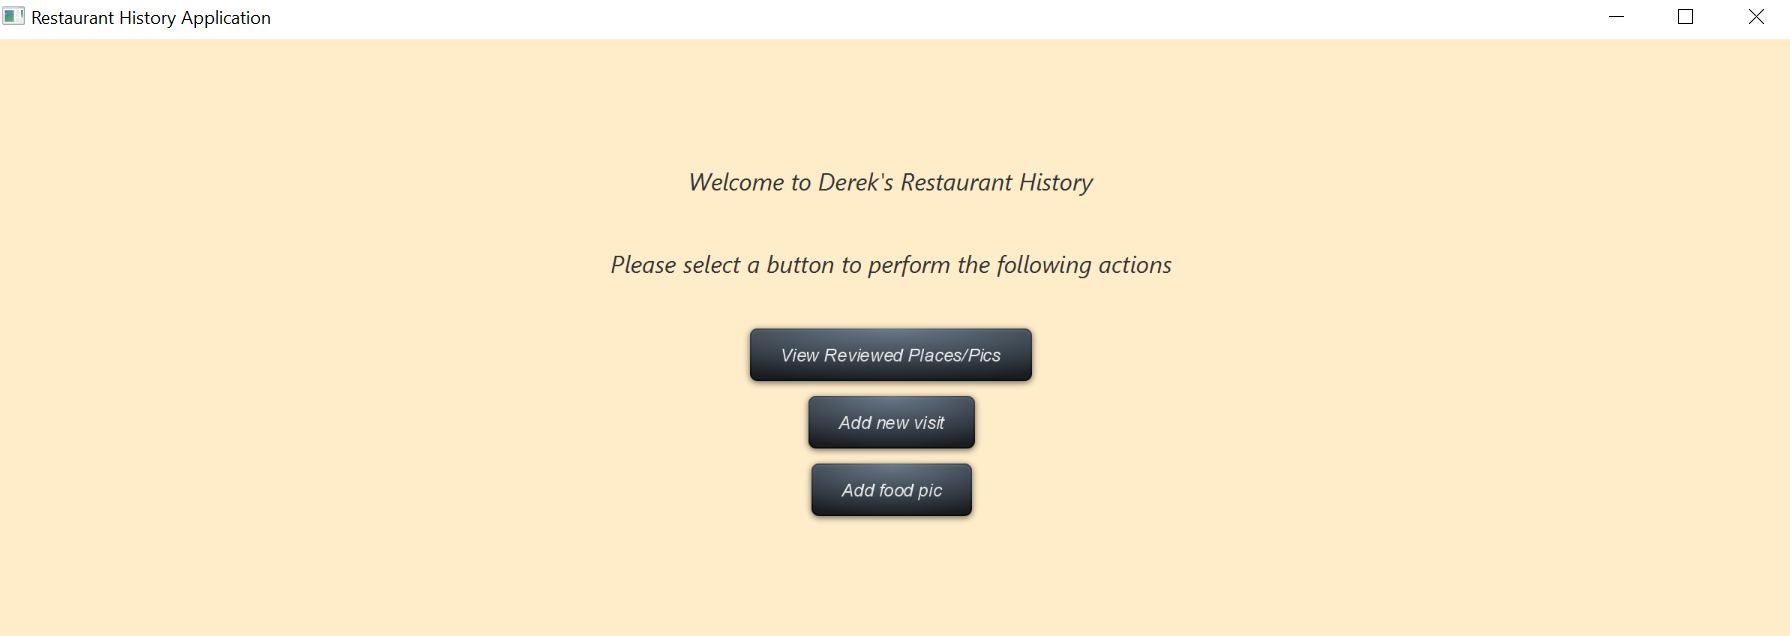 Restaurant History Application
Welcome to Derek's Restaurant History
Please select a button to perform the following actions
View Reviewed Places/Pics
Add new visit
Add food pic